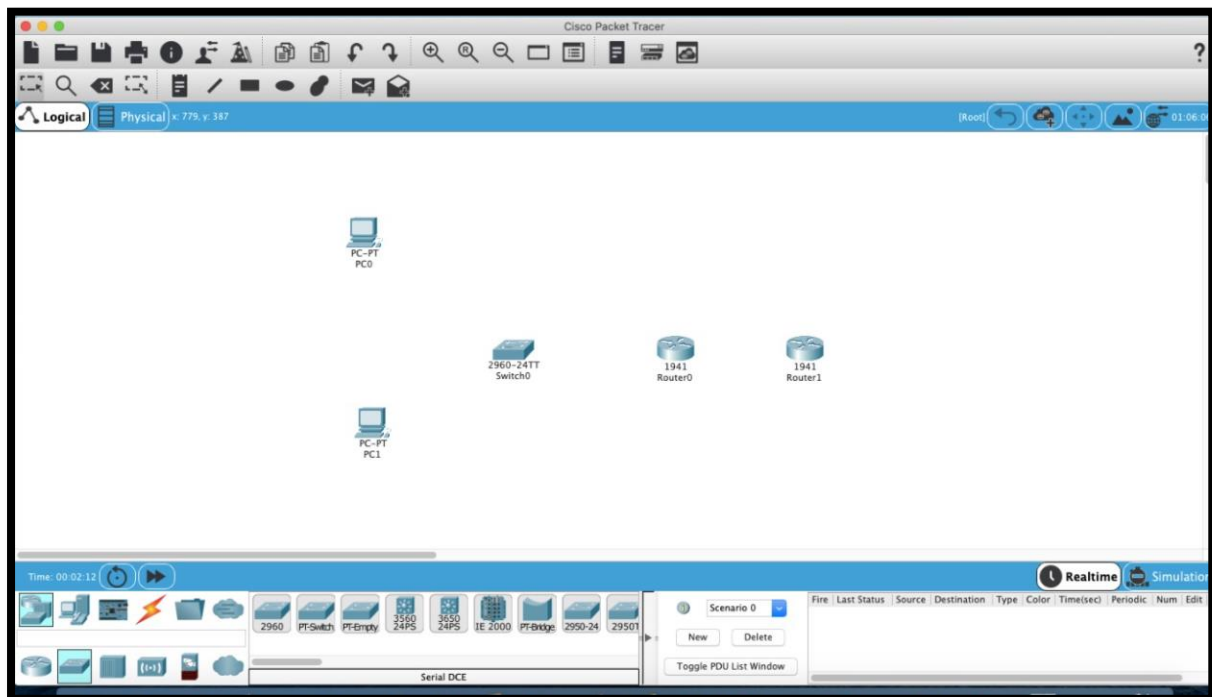 Cisco Packet Tracer
?
Logical Physical x: 779, y: 387 [Root] 01:06:0
PC-PT
PC0
2960-24TT
Switch0
1941
Router0
1941
Router1
PC-PT
PC1
Time: 00:02:12 Realtime Simulation
2960 PT-Switch PT-Empty 3560 24PS 3650 24PS IE 2000 PT-Bridge 2950-24 2950T
Scenario 0
New Delete
Toggle PDU List Window
Fire Last Status Source Destination Type Color Time(sec) Periodic Num Edit
Serial DCE